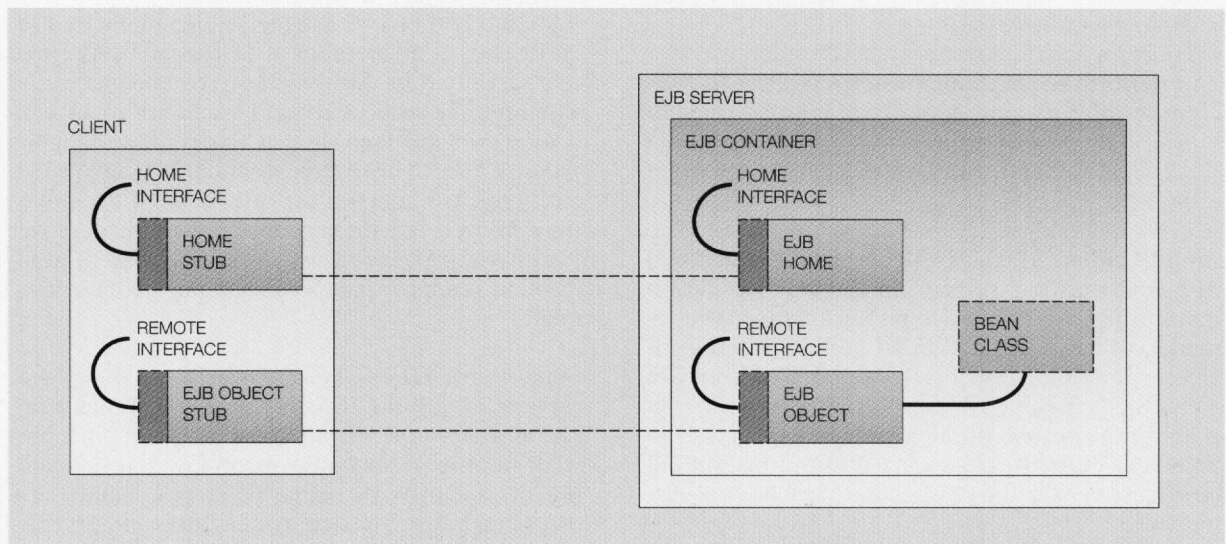 CLIENT
HOME
INTERFACE
HOME
STUB
REMOTE
INTERFACE
EJB OBJECT
STUB
EJB SERVER
EJB CONTAINER
HOME
INTERFACE
EJB
HOME
REMOTE
INTERFACE
EJB
OBJECT
BEAN
CLASS